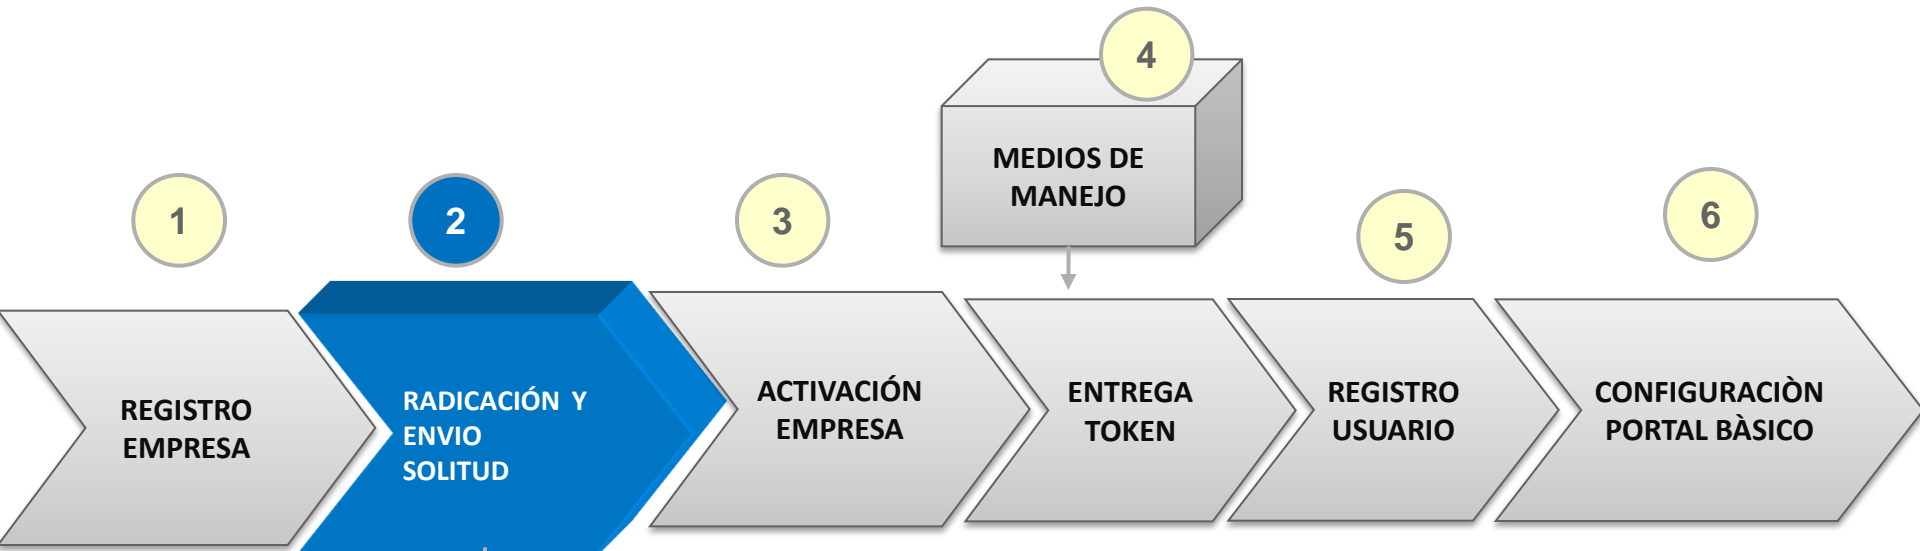 1
REGISTRO
EMPRESA
2
RADICACIÓN Y
ENVIO
SOLITUD
3
ACTIVACIÓN
EMPRESA
4
MEDIOS DE
MANEJO
ENTREGA
TOKEN
5
REGISTRO
USUARIO
6
CONFIGURACIÒN
PORTAL BÀSICO